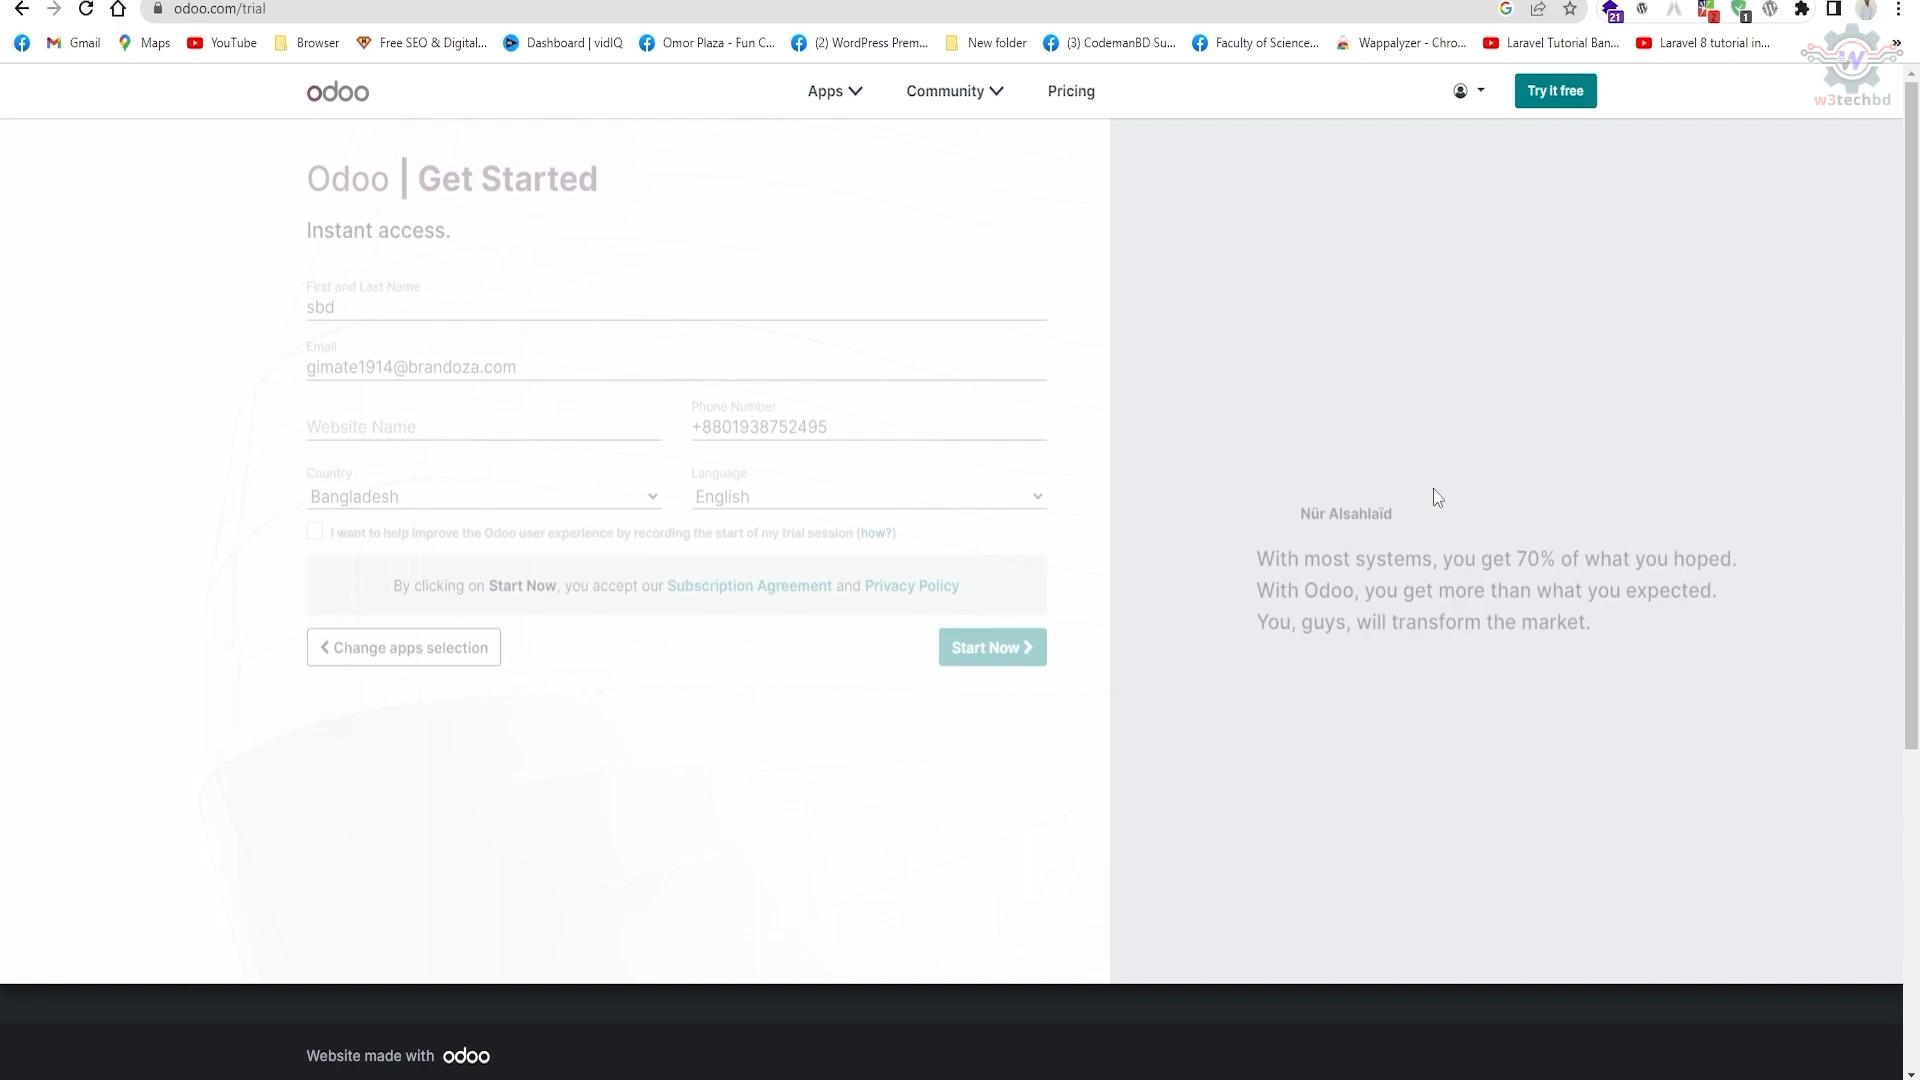 odoo.com/trial
21
2
1
Gmail
Maps
YouTube
Browser
Free SEO & Digital...
Dashboard | vidIQ
Omor Plaza - Fun C...
(2) WordPress Prem...
New folder
(3) CodemanBD Su...
Faculty of Science...
Wappalyzer - Chro...
Laravel Tutorial Ban...
Laravel 8 tutorial in...
»
W
w3techbd
odoo
Apps
Community
Pricing
Try it free
Odoo | Get Started
Instant access.
First and Last Name
sbd
Email
gimate1914@brandoza.com
Website Name
Phone Number
+8801938752495
Country
Bangladesh
Language
English
I want to help improve the Odoo user experience by recording the start of my trial session (how?)
By clicking on Start Now, you accept our Subscription Agreement and Privacy Policy
Change apps selection
Start Now
Nür Alsahlaïd
With most systems, you get 70% of what you hoped.
With Odoo, you get more than what you expected.
You, guys, will transform the market.
Website made with odoo